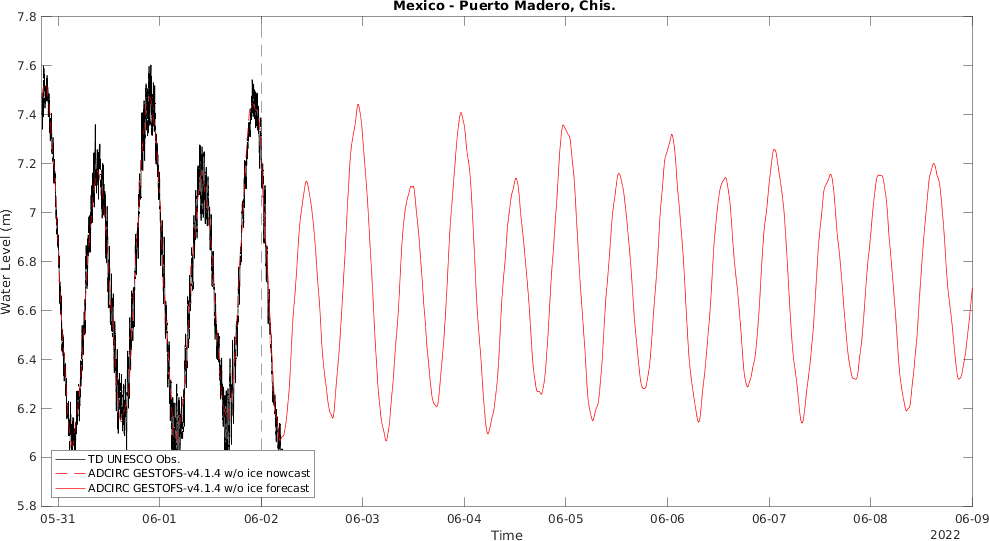 Mexico - Puerto Madero, Chis.
Water Level (m)
7.8
7.6
7.4
7.2
7
6.8
6.6
6.4
6.2
6
5.8
TD UNESCO Obs.
ADCIRC GESTOFS-v4.1.4 w/o ice nowcast
ADCIRC GESTOFS-v4.1.4 w/o ice forecast
05-31 06-01 06-02 06-03 06-04 06-05 06-06 06-07 06-08 06-09
Time
2022